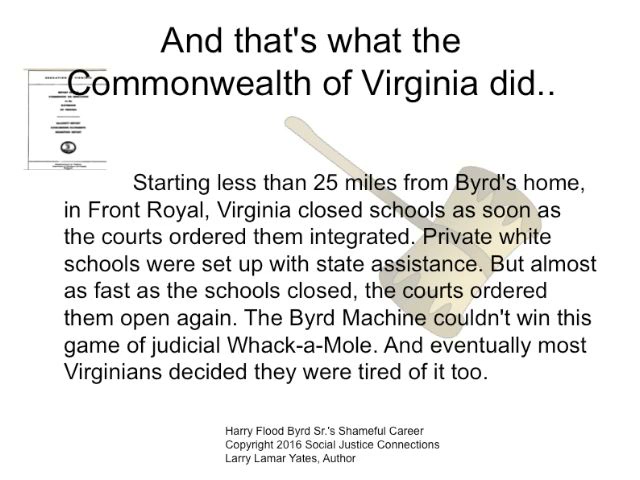 And that's what the
Commonwealth of Virginia did..
Starting less than 25 miles from Byrd's home,
in Front Royal, Virginia closed schools as soon as
the courts ordered them integrated. Private white
schools were set up with state assistance. But almost
as fast as the schools closed, the courts ordered
them open again. The Byrd Machine couldn't win this
game of judicial Whack-a-Mole. And eventually most
Virginians decided they were tired of it too.
Harry Flood Byrd Sr.'s Shameful Career
Copyright 2016 Social Justice Connections
Larry Lamar Yates, Author